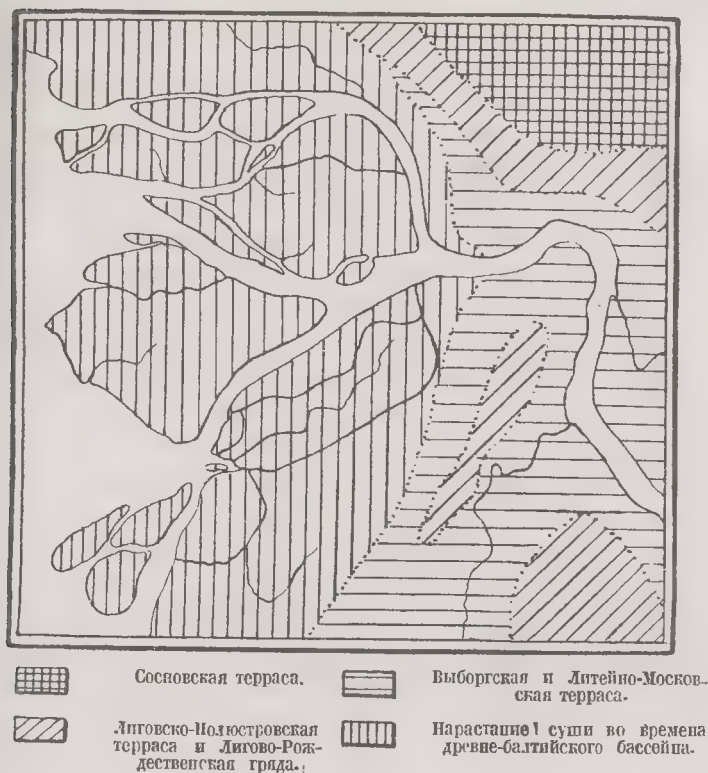 Сосновская терраса.
Лиговско-Полюстровская
терраса и Лигово-Рож-
дественская гряда.
Выборгская и Литейно-Москов-
ская терраса.
Нарастание суши во времена
древне-балтийского бассейна.